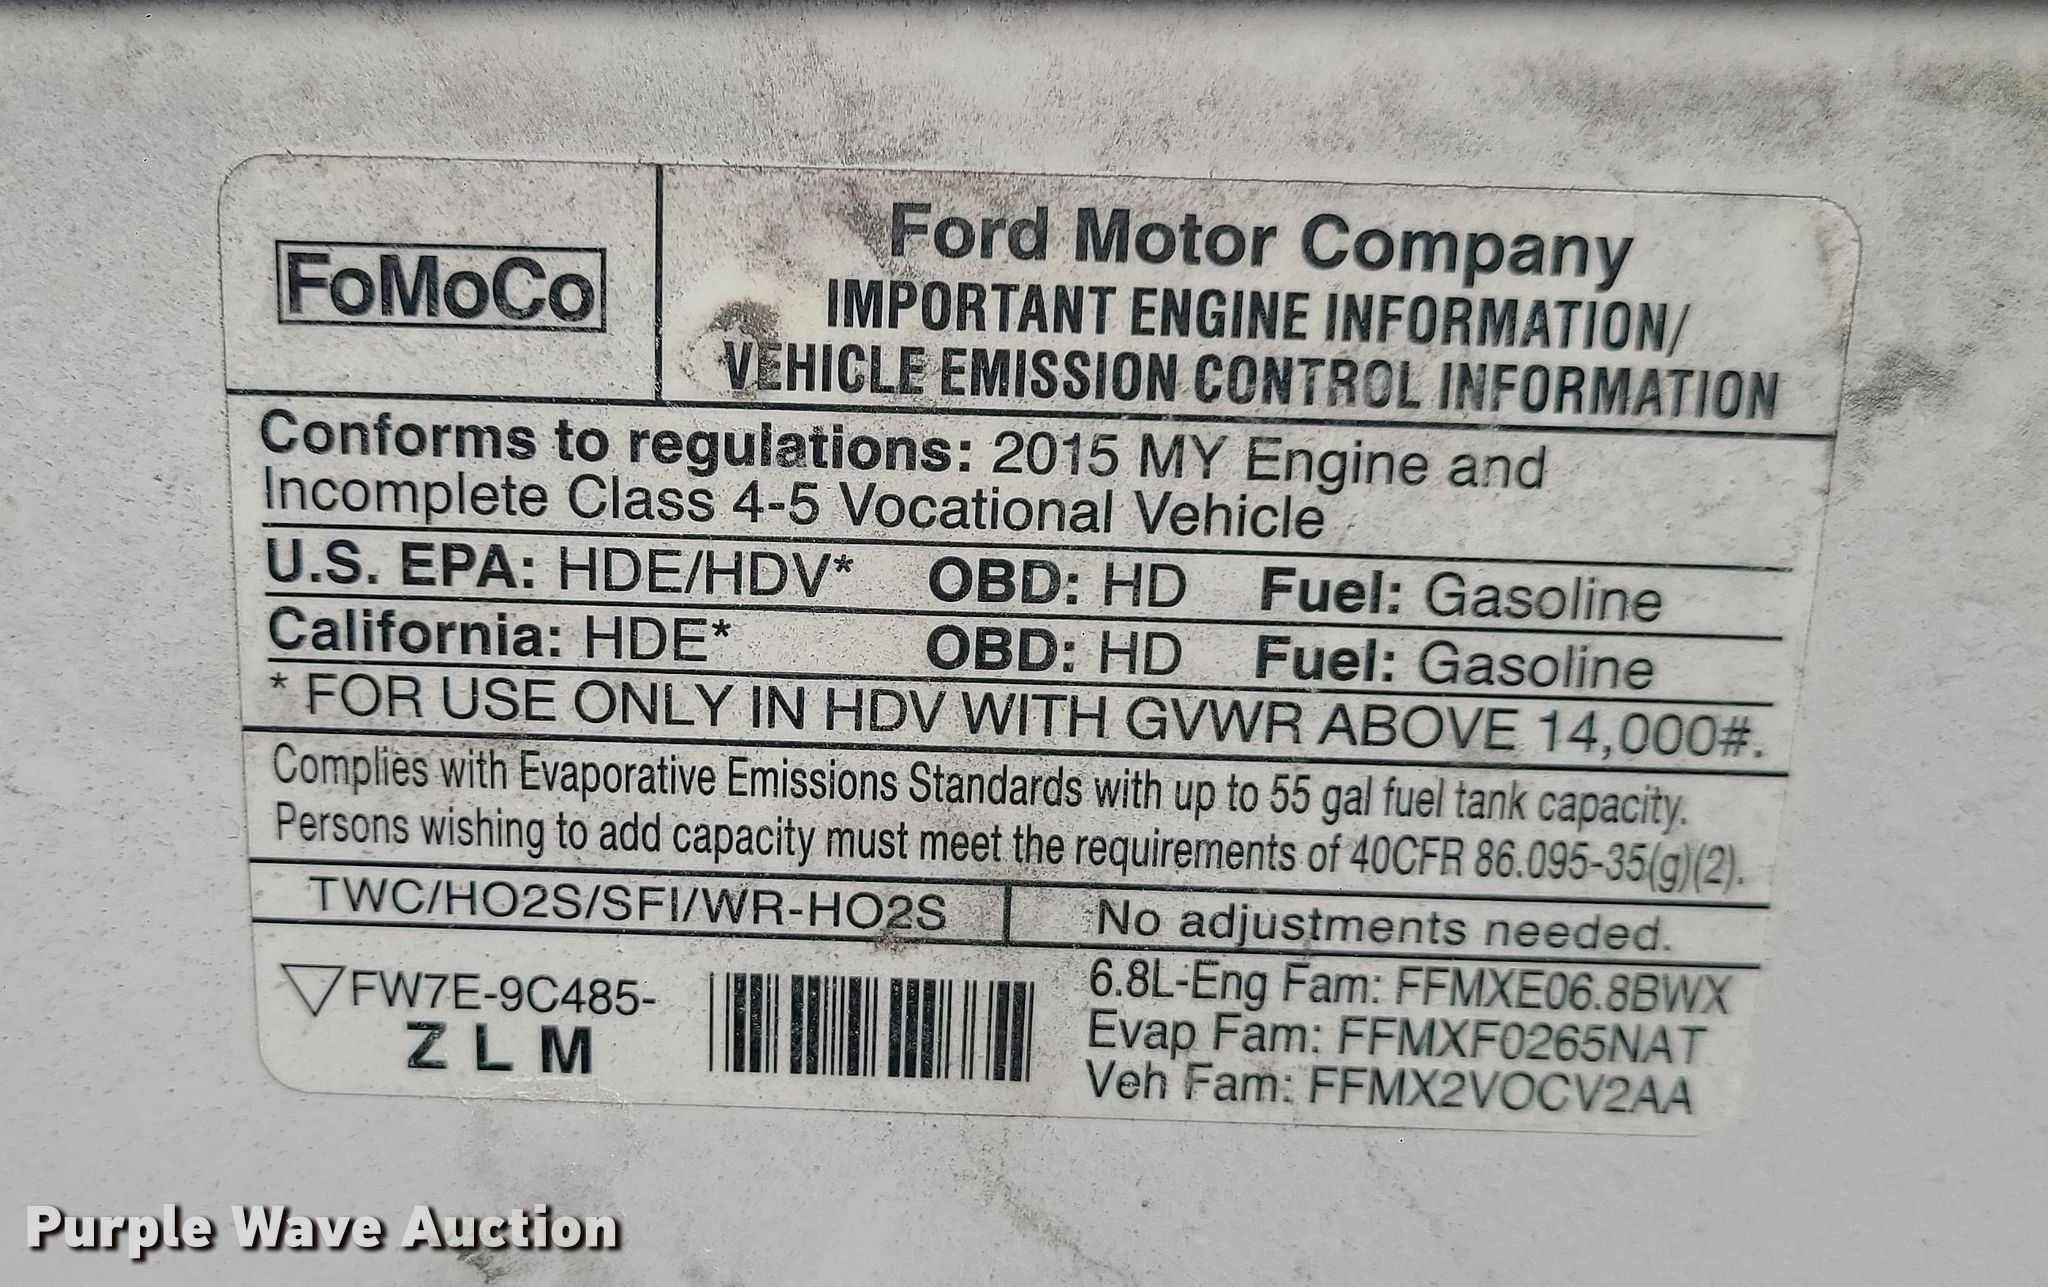 FoMoCo
Ford Motor Company
IMPORTANT ENGINE INFORMATION/
VEHICLE EMISSION CONTROL INFORMATION
Conforms to regulations: 2015 MY Engine and
Incomplete Class 4-5 Vocational Vehicle
U.S. EPA: HDE/HDV* OBD: HD Fuel: Gasoline
California: HDE* OBD: HD Fuel: Gasoline
* FOR USE ONLY IN HDV WITH GVWR ABOVE 14,000#.
Complies with Evaporative Emissions Standards with up to 55 gal fuel tank capacity.
Persons wishing to add capacity must meet the requirements of 40CFR 86.095-35(g)(2).
TWC/HO2S/SFI/WR-HO2S No adjustments needed.
FW7E-9C485-
Z L M
6.8L-Eng Fam: FFMXE06.8BWX
Evap Fam: FFMXF0265NAT
Veh Fam: FFMX2VOCV2AA
Purple Wave Auction